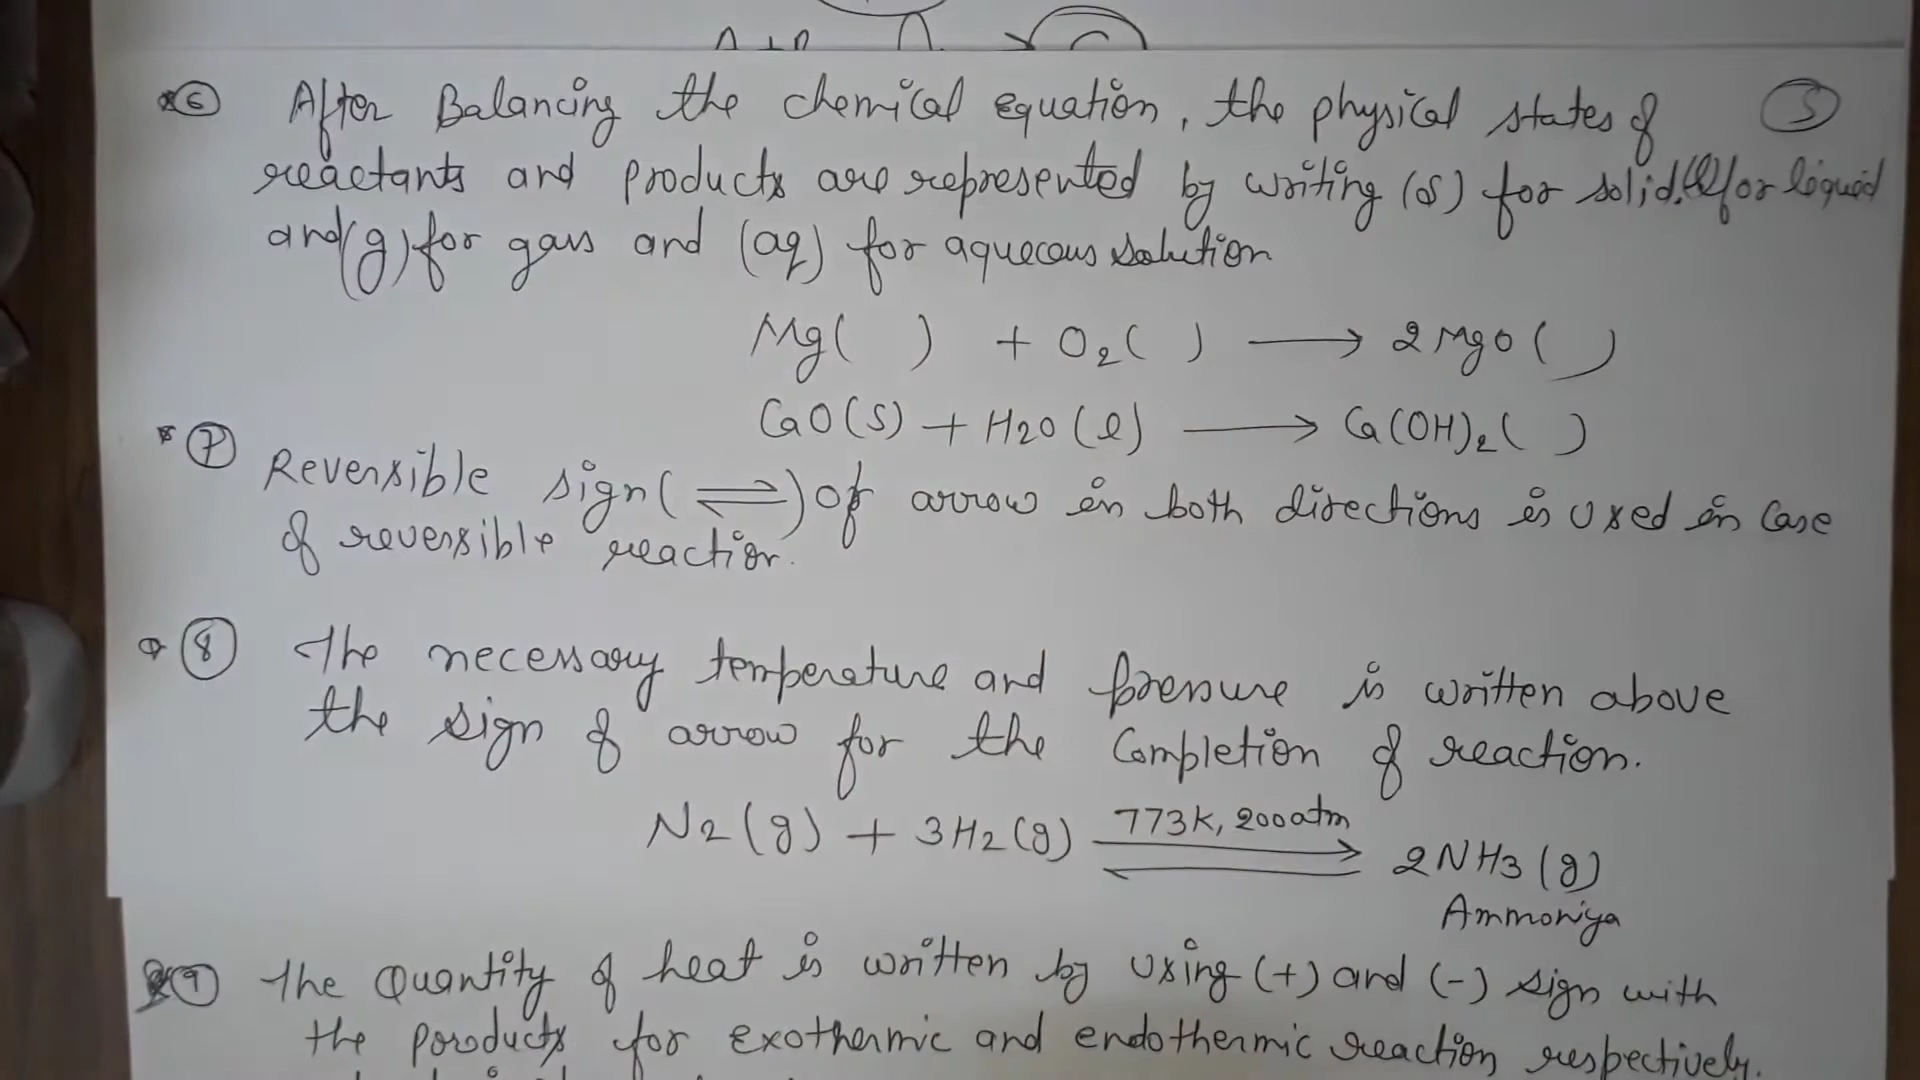 *⑥ After Balancing the chemical equation, the physical states of ⑤
reactants and products are represented by writing (s) for solid, (l) for liquid
and (g) for gas and (aq) for aquecous solution
Mg( ) + O2( ) ⟶ 2MgO( )
CaO(s) + H2O(l) ⟶ Ca(OH)2( )
*⑦ Reversible sign(⇌) of arrow in both directions is used in case
of reversible reaction.
⑧ The necessary temperature and pressure is written above
the sign of arrow for the Completion of reaction.
773K, 200atm
N2(g) + 3H2(g) ⇌ 2NH3(g)
Ammoniya
⑨ The Quantity of heat is written by using (+) and (-) sign with
the poroducts for exothermic and endothermic reaction respectively.